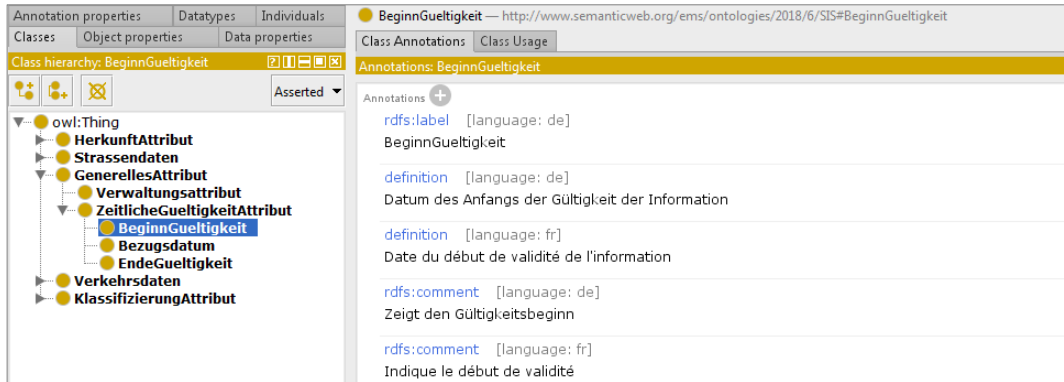 Annotation properties Datatypes Individuals
Classes Object properties Data properties
Class hierarchy: BeginnGueltigkeit
Asserted
owl:Thing
HerkunftAttribut
Strassendaten
GenerellesAttribut
Verwaltungsattribut
ZeitlicheGueltigkeitAttribut
BeginnGueltigkeit
Bezugsdatum
EndeGueltigkeit
Verkehrsdaten
KlassifizierungAttribut
BeginnGueltigkeit — http://www.semanticweb.org/ems/ontologies/2018/6/SIS#BeginnGueltigkeit
Class Annotations Class Usage
Annotations: BeginnGueltigkeit
Annotations
rdfs:label [language: de]
BeginnGueltigkeit
definition [language: de]
Datum des Anfangs der Gültigkeit der Information
definition [language: fr]
Date du début de validité de l'information
rdfs:comment [language: de]
Zeigt den Gültigkeitsbeginn
rdfs:comment [language: fr]
Indique le début de validité